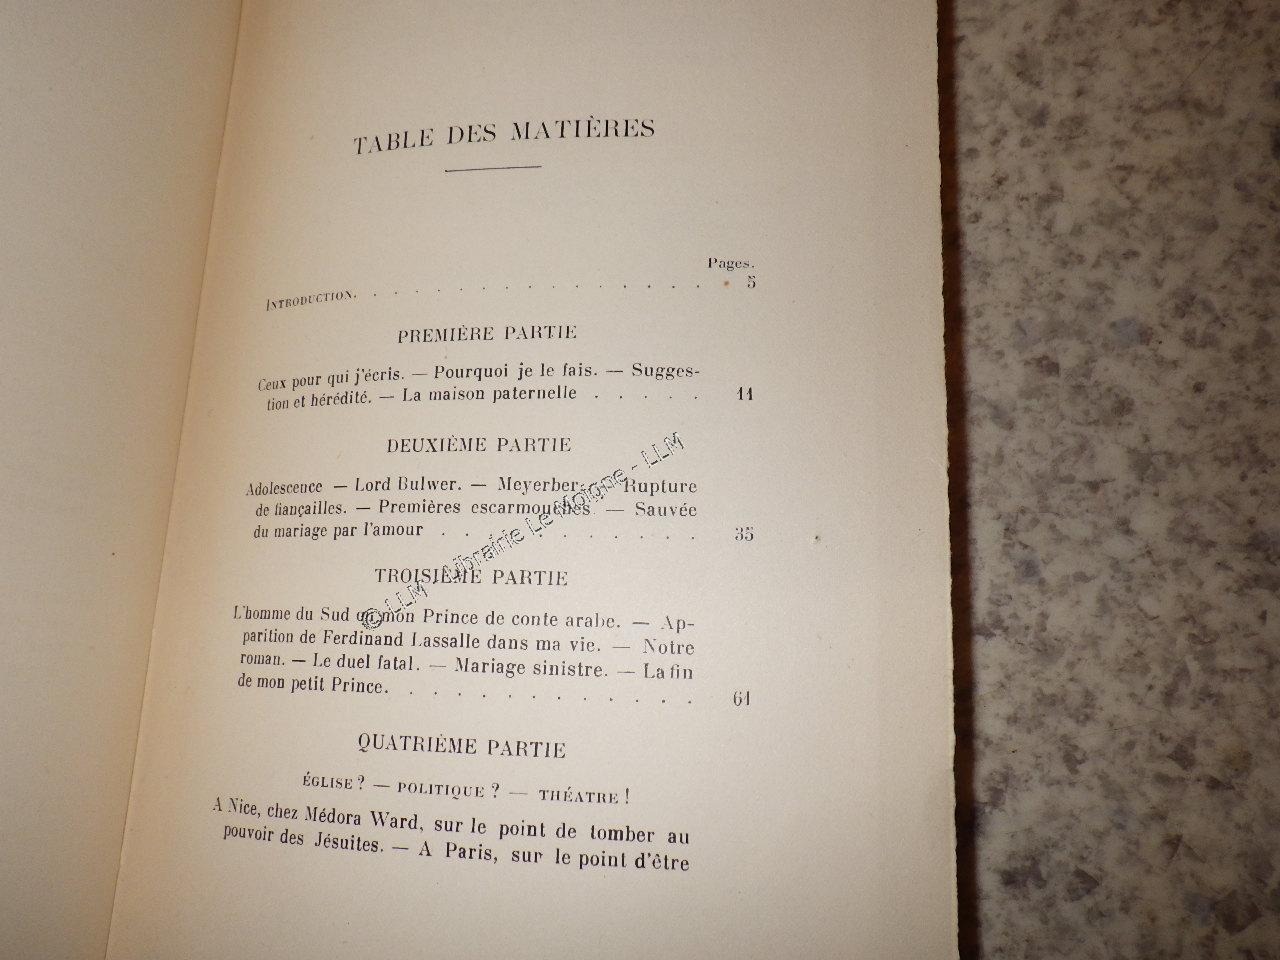 TABLE DES MATIÈRES
Pages.
INTRODUCTION. . . . . . . . . . . . . . . . . 5
PREMIÈRE PARTIE
Ceux pour qui j'écris. — Pourquoi je le fais. — Sugges-
tion et hérédité. — La maison paternelle . . . . . 11
DEUXIÈME PARTIE
Adolescence — Lord Bulwer. — Meyerber. — Rupture
de fiançailles. — Premières escarmouches. — Sauvée
du mariage par l'amour . . . . . . . . . . . . 35
TROISIÈME PARTIE
L'homme du Sud ou mon Prince de conte arabe. — Ap-
parition de Ferdinand Lassalle dans ma vie. — Notre
roman. — Le duel fatal. — Mariage sinistre. — La fin
de mon petit Prince. . . . . . . . . . . . . . 61
QUATRIÈME PARTIE
ÉGLISE ? — POLITIQUE ? — THÉATRE !
A Nice, chez Médora Ward, sur le point de tomber au
pouvoir des Jésuites. — A Paris, sur le point d'être
© LLM - Librairie Le Moigne - LLM